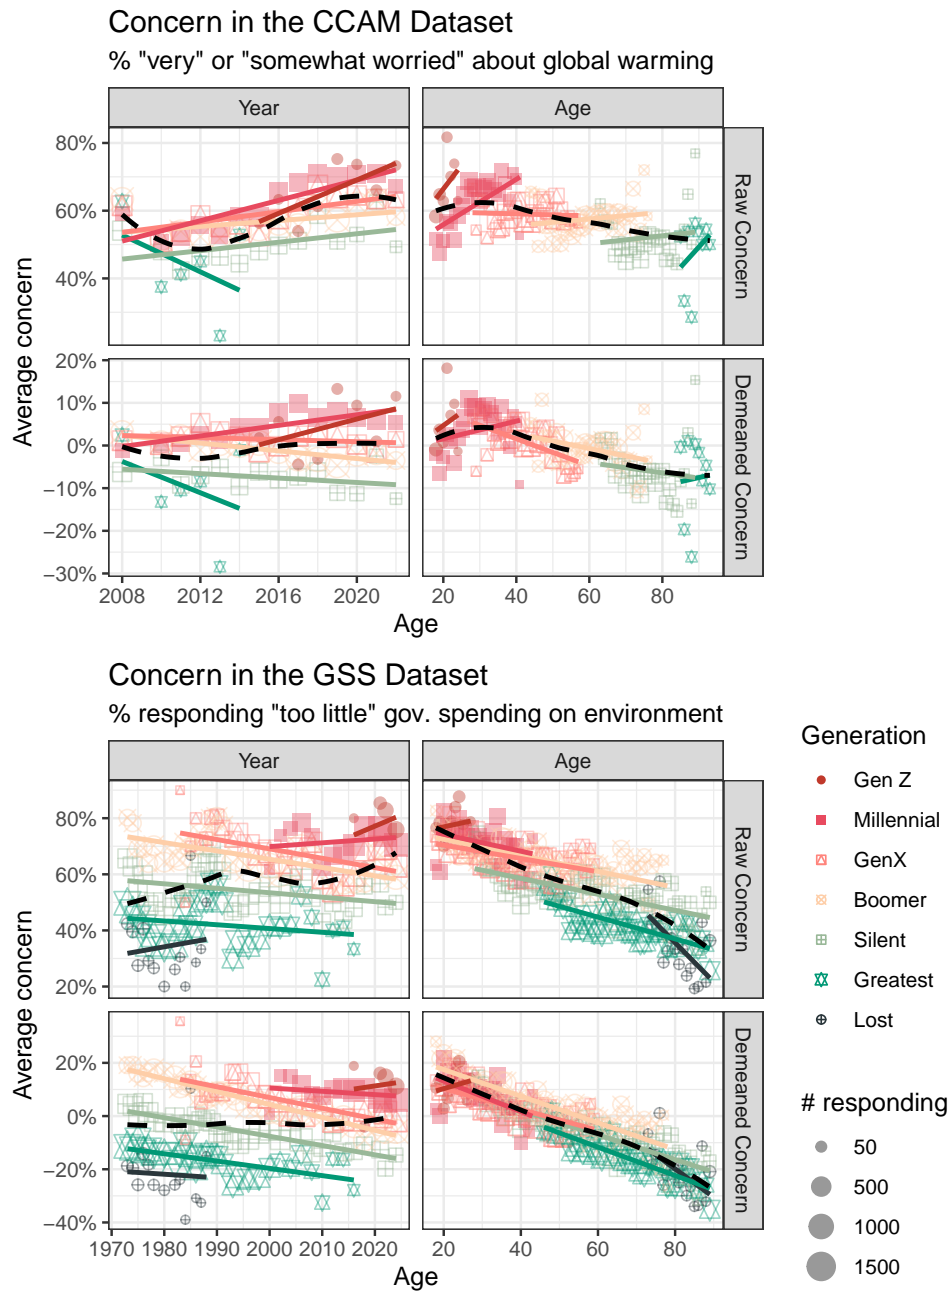 Concern in the CCAM Dataset
% "very" or "somewhat worried" about global warming
Year
Age
80%
60%
40%
Raw Concern
20%
10%
0%
−10%
−20%
−30%
Demeaned Concern
Average concern
2008 2012 2016 2020
20 40 60 80
Age
Concern in the GSS Dataset
% responding "too little" gov. spending on environment
Year
Age
80%
60%
40%
20%
Raw Concern
20%
0%
−20%
−40%
Demeaned Concern
Average concern
Average concern
1970 1980 1990 2000 2010 2020
20 40 60 80
Age
Generation
Gen Z
Millennial
GenX
Boomer
Silent
Greatest
Lost
# responding
50
500
1000
1500